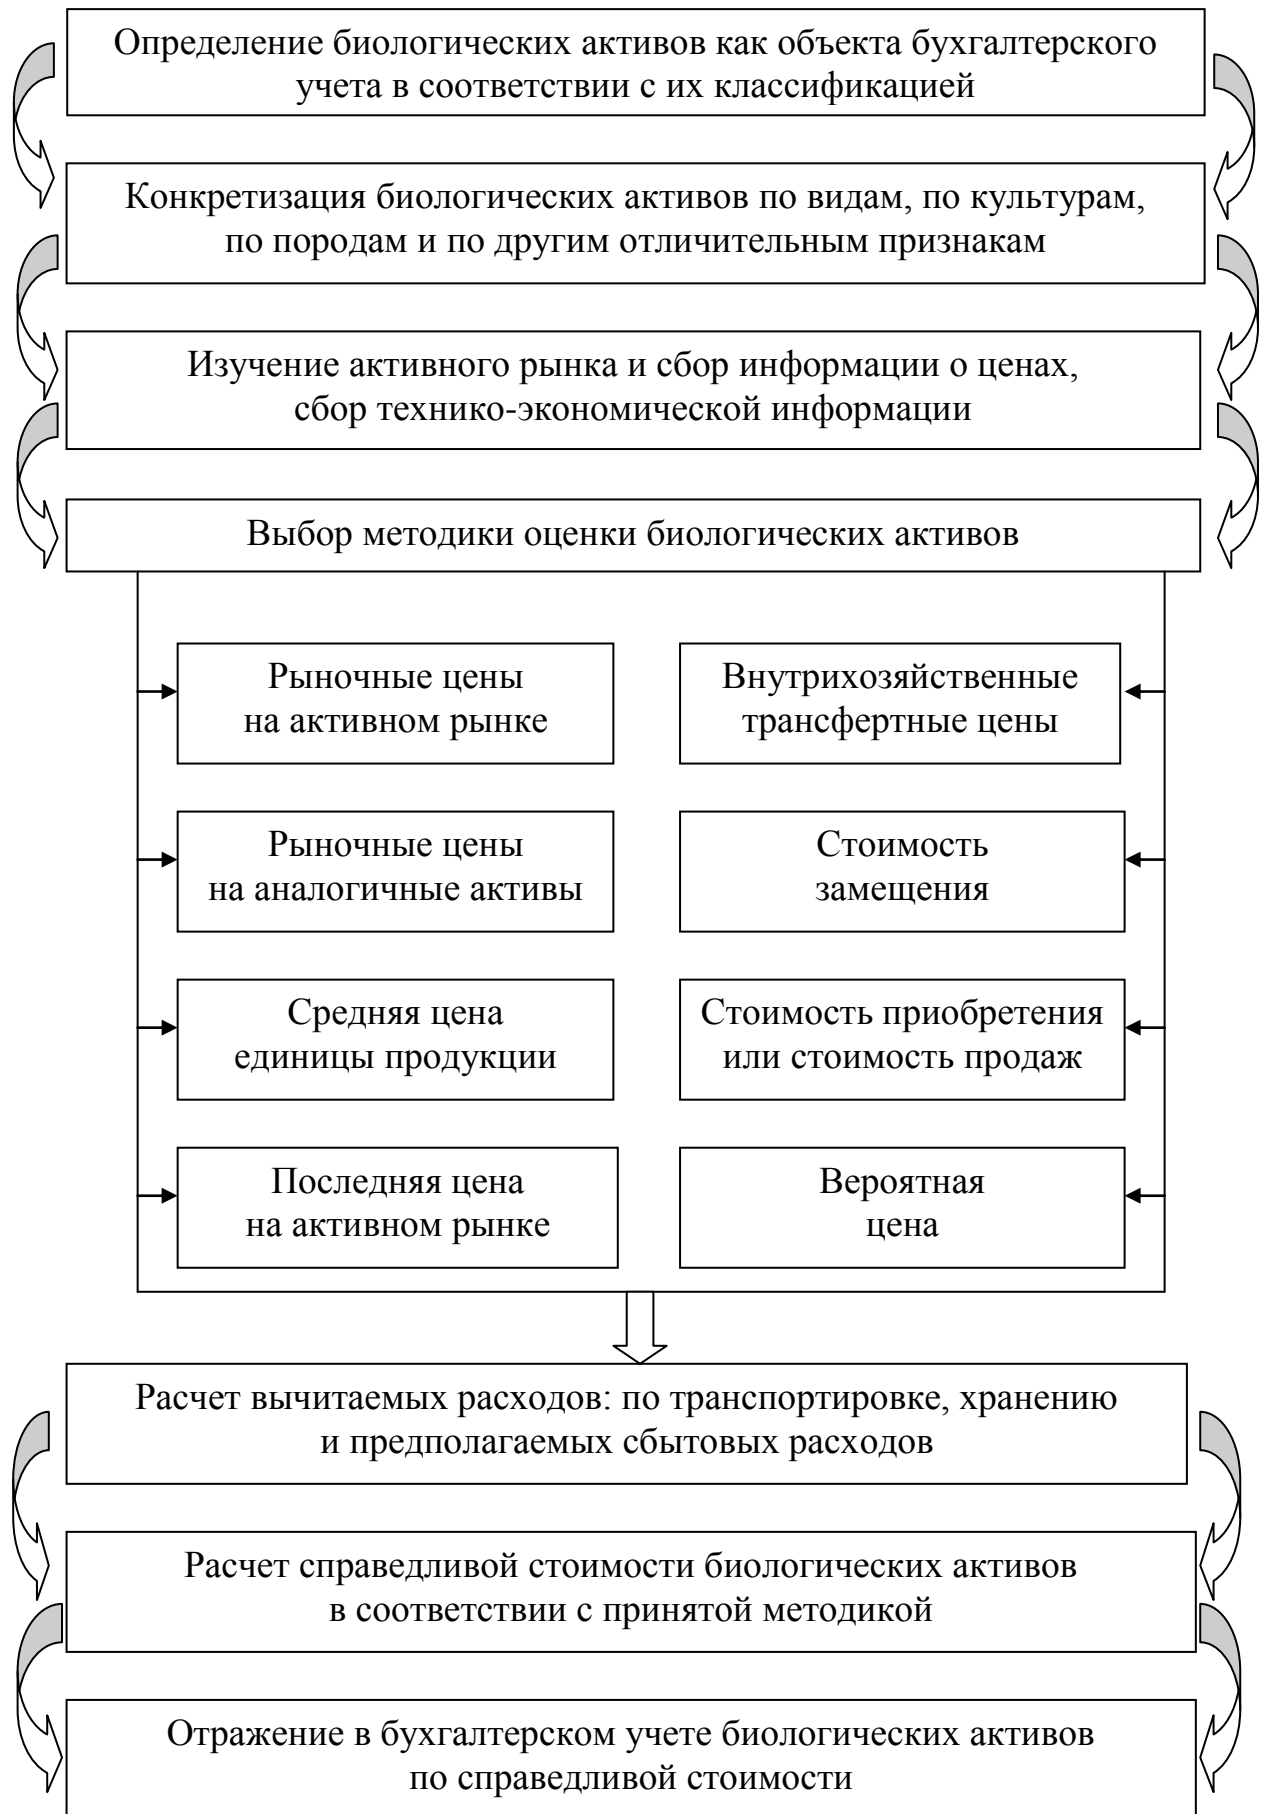 Определение биологических активов как объекта бухгалтерского
учета в соответствии с их классификацией
Конкретизация биологических активов по видам, по культурам,
по породам и по другим отличительным признакам
Изучение активного рынка и сбор информации о ценах,
сбор технико-экономической информации
Выбор методики оценки биологических активов
Рыночные цены
на активном рынке
Внутрихозяйственные
трансфертные цены
Рыночные цены
на аналогичные активы
Стоимость
замещения
Средняя цена
единицы продукции
Стоимость приобретения
или стоимость продаж
Последняя цена
на активном рынке
Вероятная
цена
Расчет вычитаемых расходов: по транспортировке, хранению
и предполагаемых сбытовых расходов
Расчет справедливой стоимости биологических активов
в соответствии с принятой методикой
Отражение в бухгалтерском учете биологических активов
по справедливой стоимости